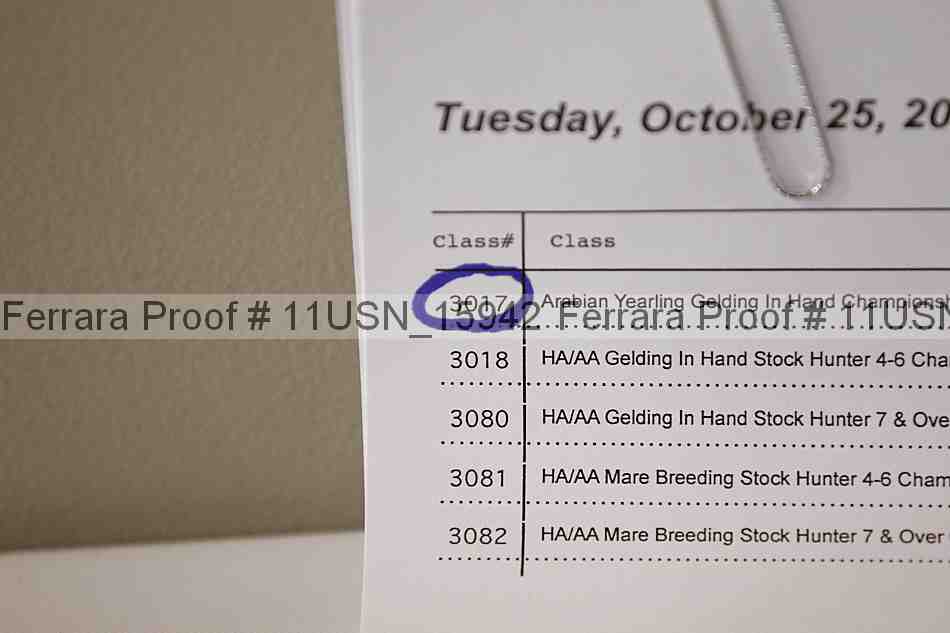 Tuesday, October 25, 20
Class# Class
3017 Arabian Yearling Gelding In Hand Champions
Ferrara Proof # 11USN_15942 Ferrara Proof # 11USN
3018 HA/AA Gelding In Hand Stock Hunter 4-6 Cha
3080 HA/AA Gelding In Hand Stock Hunter 7 & Ove
3081 HA/AA Mare Breeding Stock Hunter 4-6 Cham
3082 HA/AA Mare Breeding Stock Hunter 7 & Over